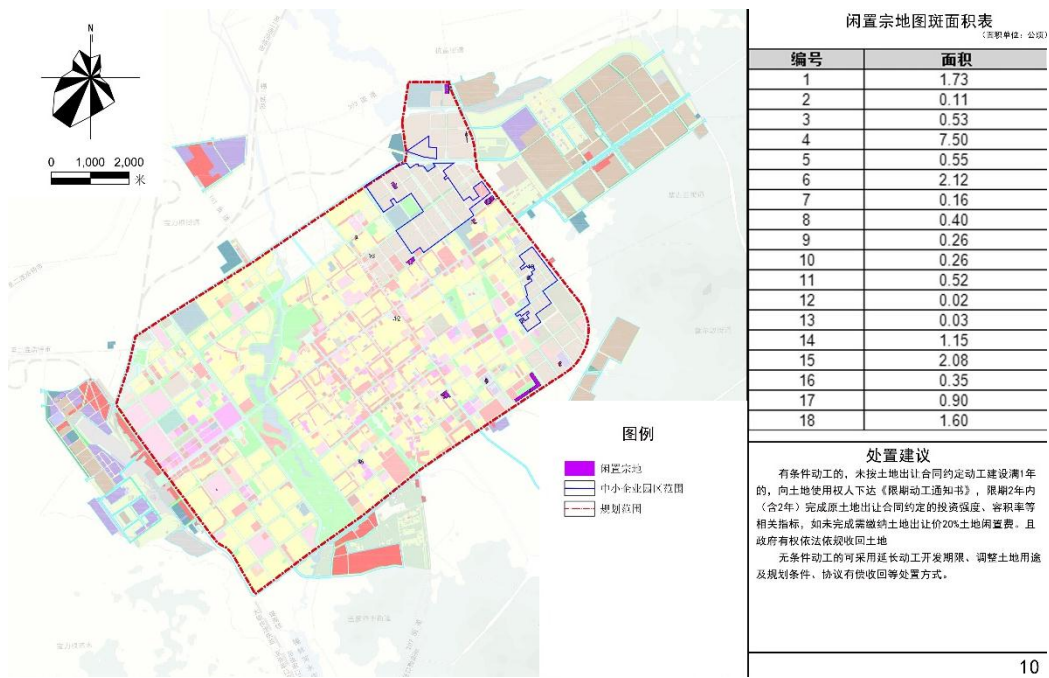 N
0 1,000 2,000
米
图例
闲置宗地
中小企业园区范围
规划范围
闲置宗地图斑面积表
（面积单位：公顷）
编号 面积
1 1.73
2 0.11
3 0.53
4 7.50
5 0.55
6 2.12
7 0.16
8 0.40
9 0.26
10 0.26
11 0.52
12 0.02
13 0.03
14 1.15
15 2.08
16 0.35
17 0.90
18 1.60
处置建议
有条件动工的，未按土地出让合同约定动工建设满1年
的，向土地使用权人下达《限期动工通知书》，限期2年内
（含2年）完成原土地出让合同约定的投资强度、容积率等
相关指标，如未完成需缴纳土地出让价20%土地闲置费。且
政府有权依法依规收回土地
无条件动工的可采用延长动工开发期限、调整土地用途
及规划条件、协议有偿收回等处置方式。
10